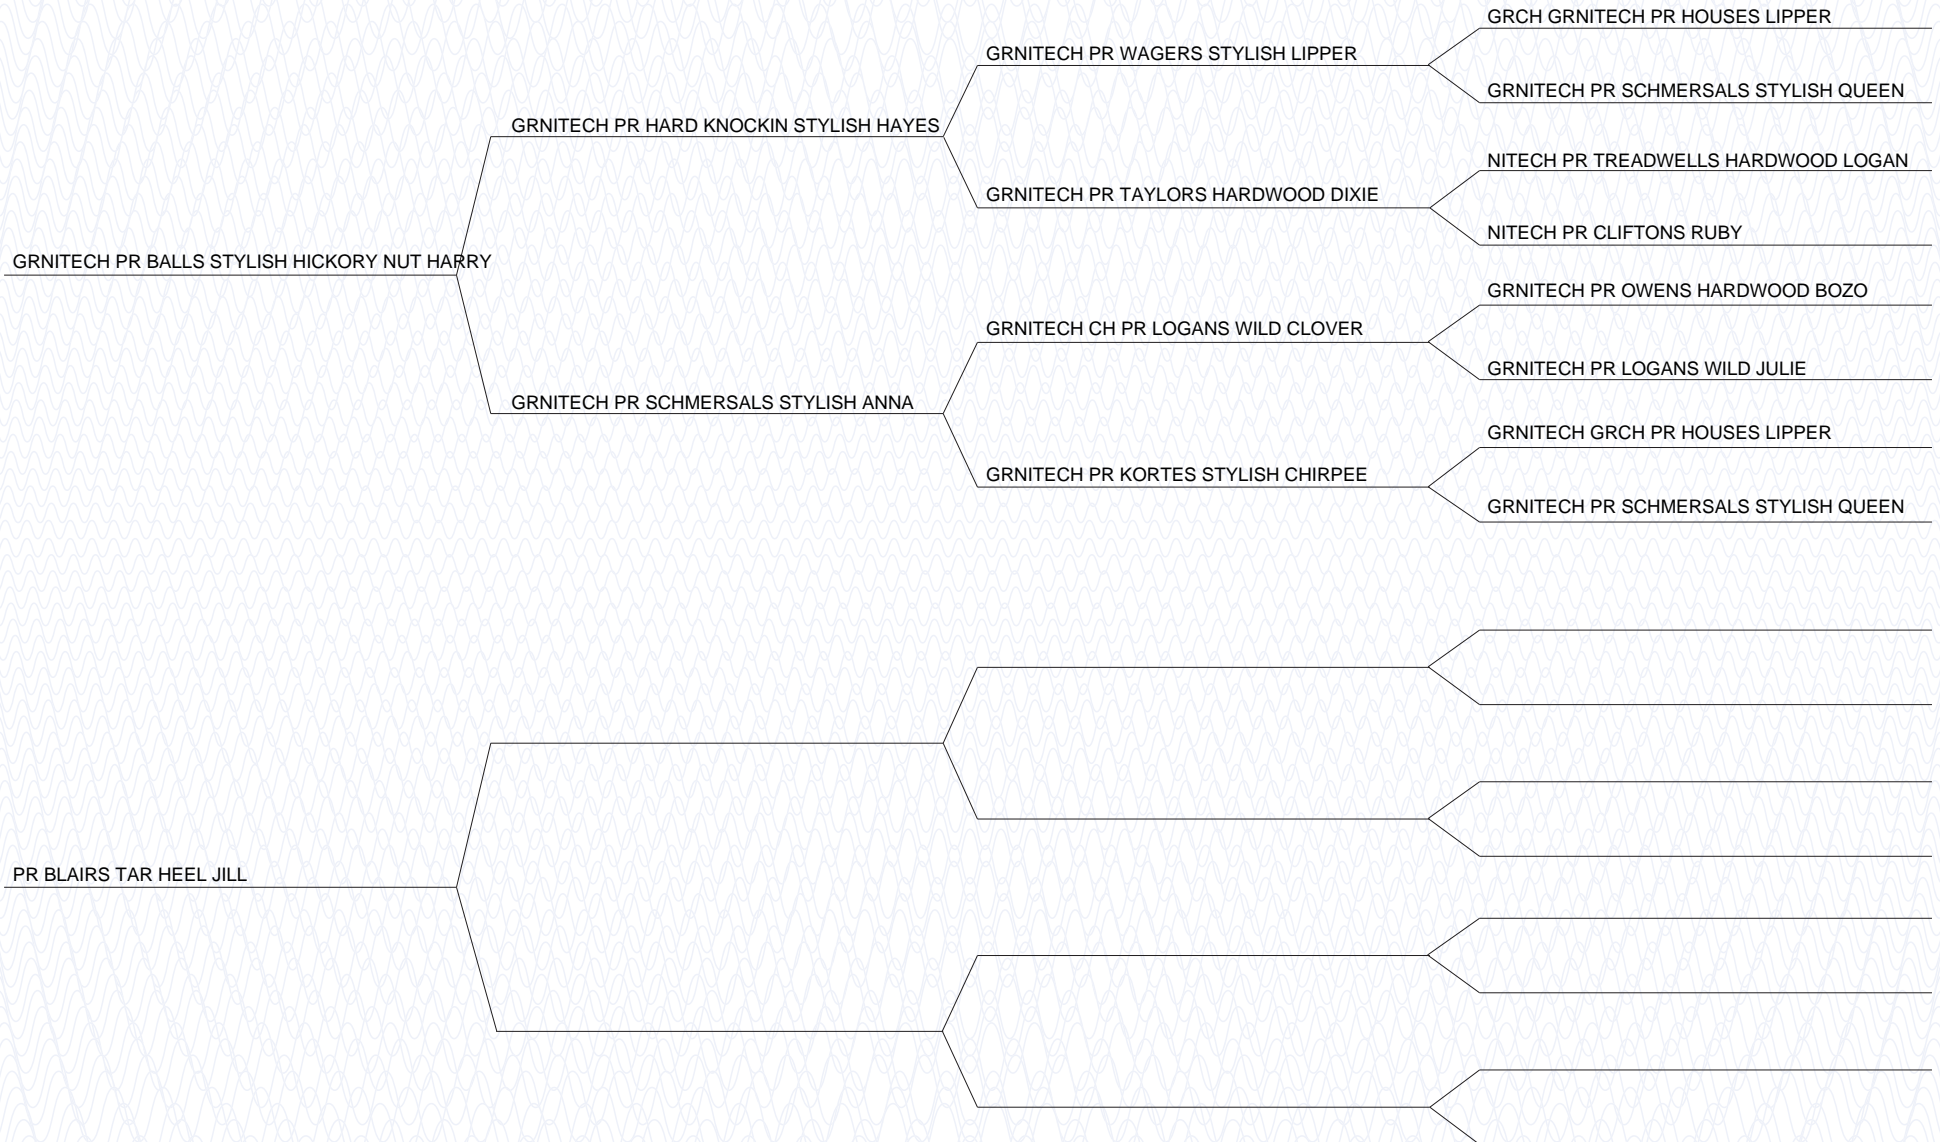 GRCH GRNITECH PR HOUSES LIPPER
GRNITECH PR WAGERS STYLISH LIPPER
GRNITECH PR SCHMERSALS STYLISH QUEEN
GRNITECH PR HARD KNOCKIN STYLISH HAYES
NITECH PR TREADWELLS HARDWOOD LOGAN
GRNITECH PR TAYLORS HARDWOOD DIXIE
NITECH PR CLIFTONS RUBY
GRNITECH PR BALLS STYLISH HICKORY NUT HARRY
GRNITECH PR OWENS HARDWOOD BOZO
GRNITECH CH PR LOGANS WILD CLOVER
GRNITECH PR LOGANS WILD JULIE
GRNITECH PR SCHMERSALS STYLISH ANNA
GRNITECH GRCH PR HOUSES LIPPER
GRNITECH PR KORTES STYLISH CHIRPEE
GRNITECH PR SCHMERSALS STYLISH QUEEN
PR BLAIRS TAR HEEL JILL